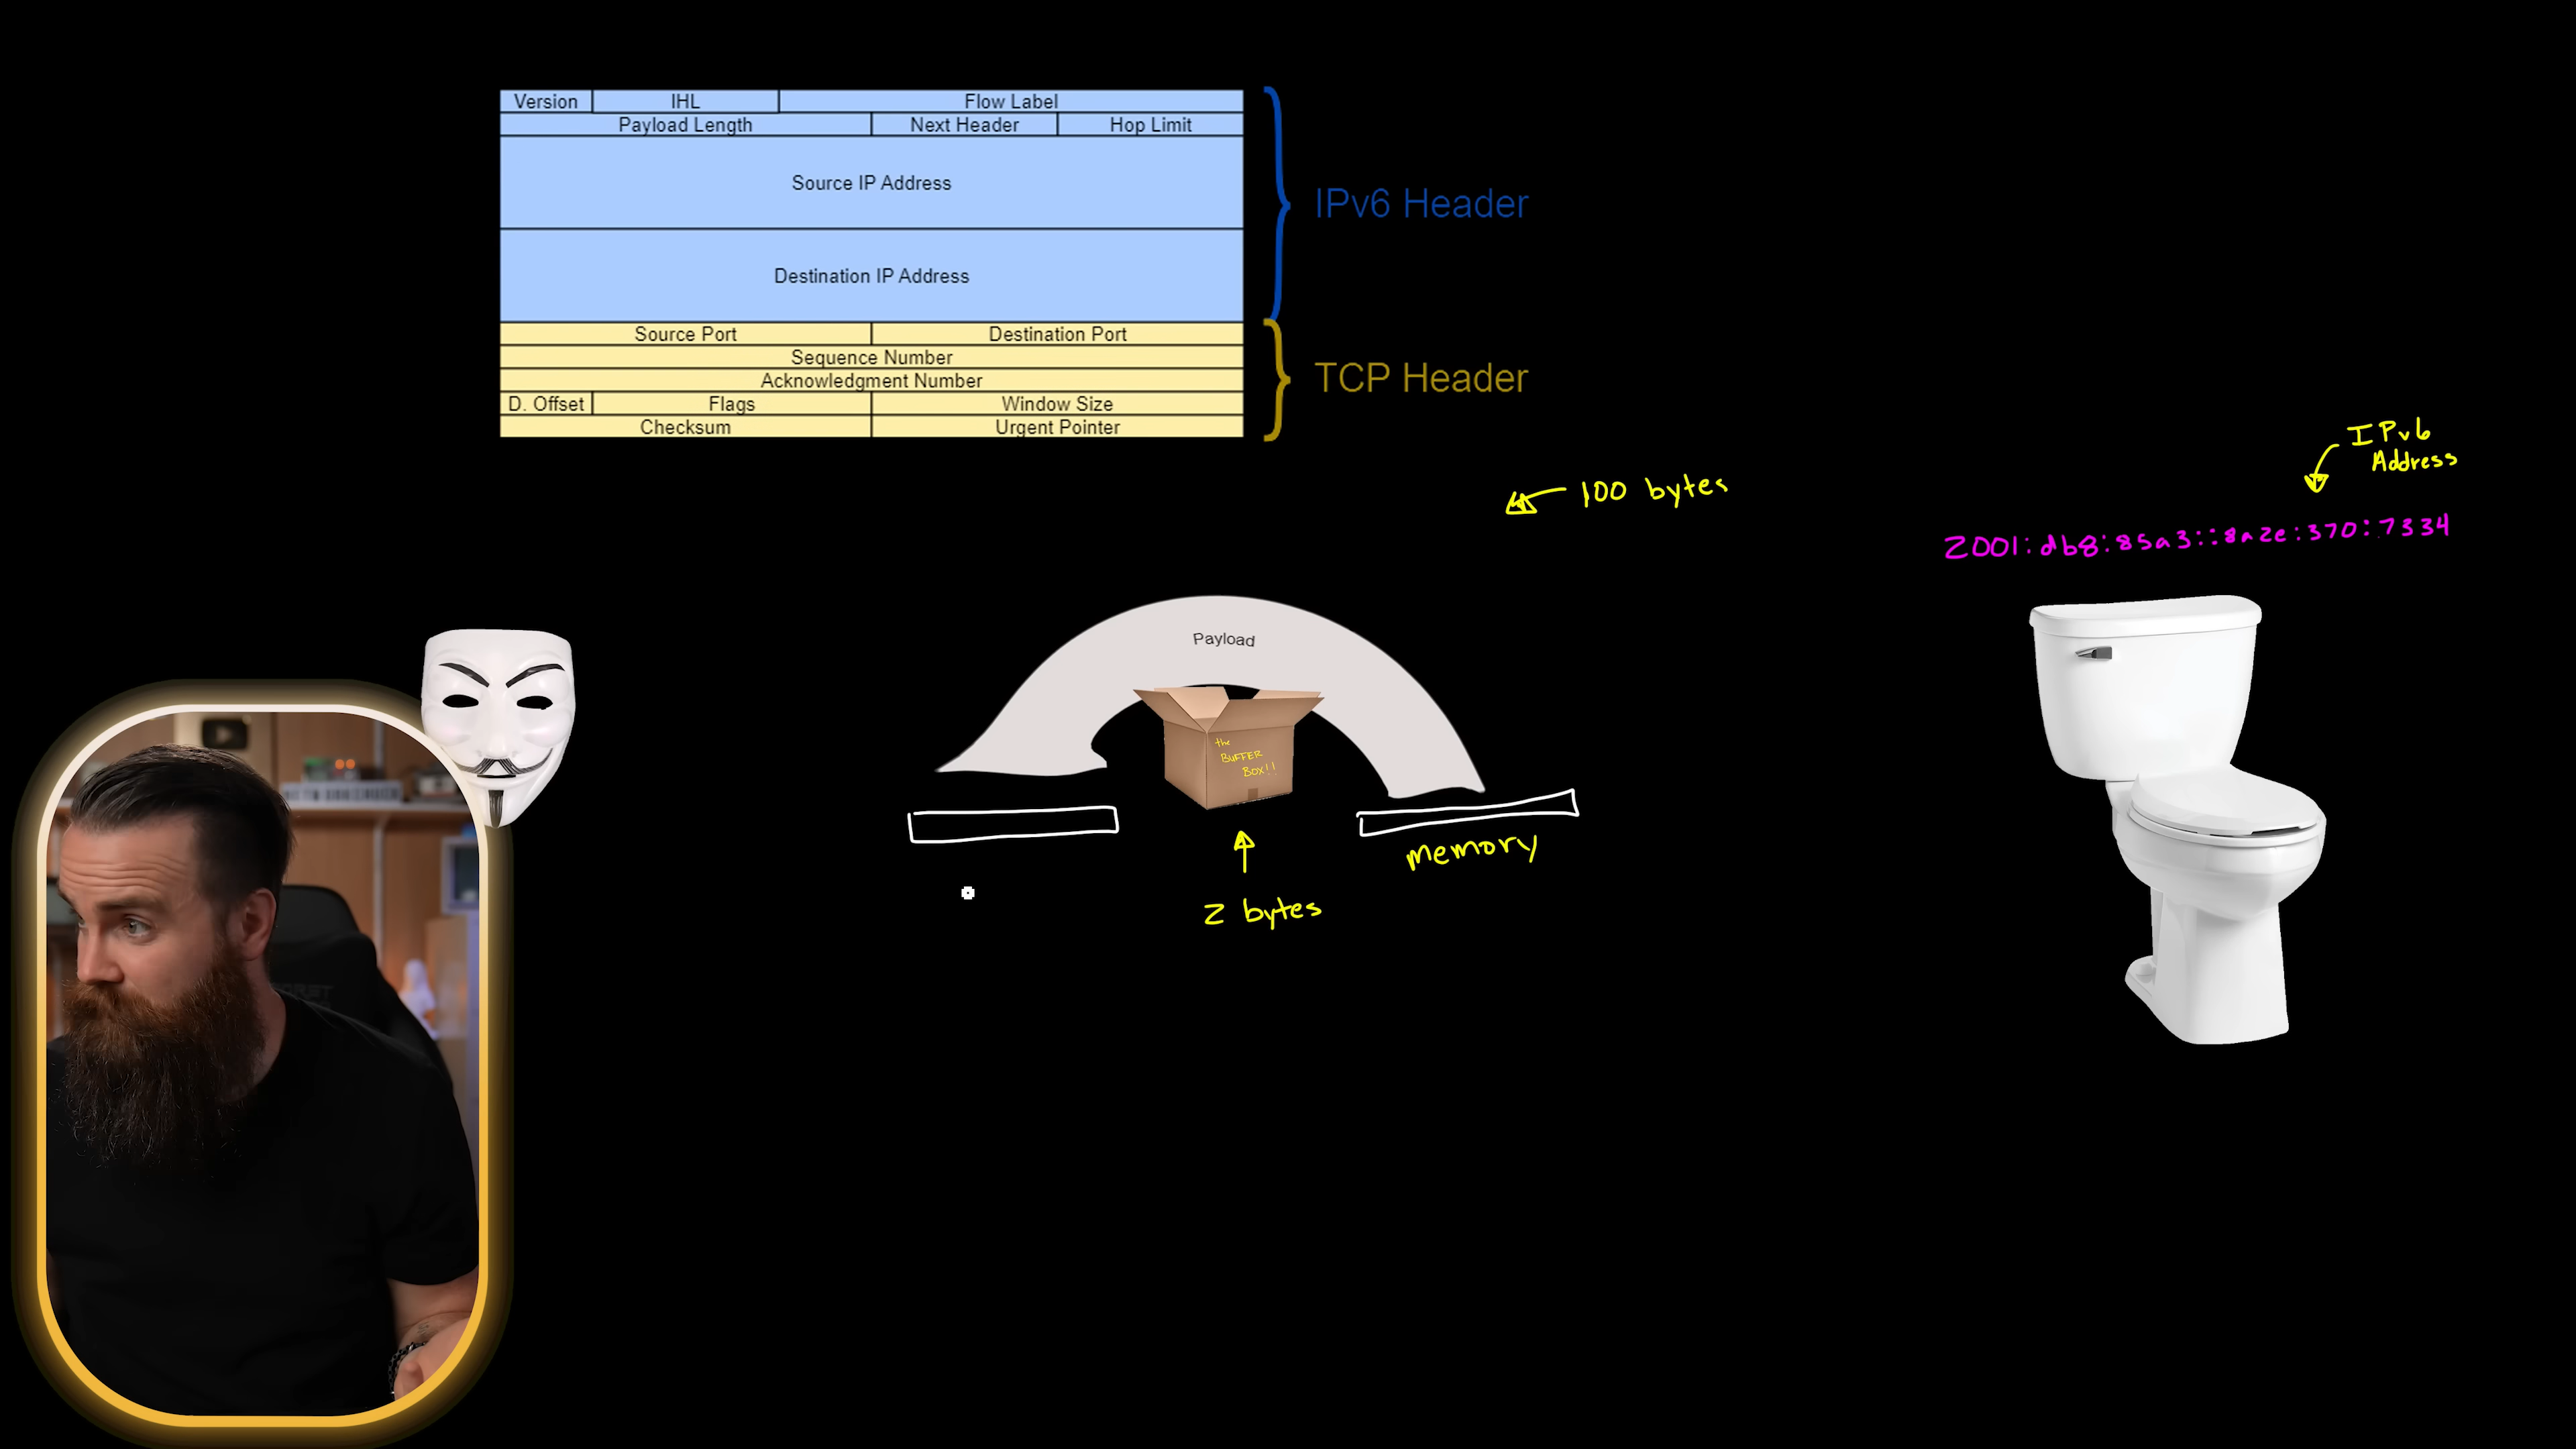 Version IHL Flow Label
Payload Length Next Header Hop Limit
Source IP Address
Destination IP Address
IPv6 Header
Source Port Destination Port
Sequence Number
Acknowledgment Number
D. Offset Flags Window Size
Checksum Urgent Pointer
TCP Header
IPv6
Address
100 bytes
2001:db8:85a3::8a2e:370:7334
Payload
the
BUFFER
BOX!!
memory
2 bytes